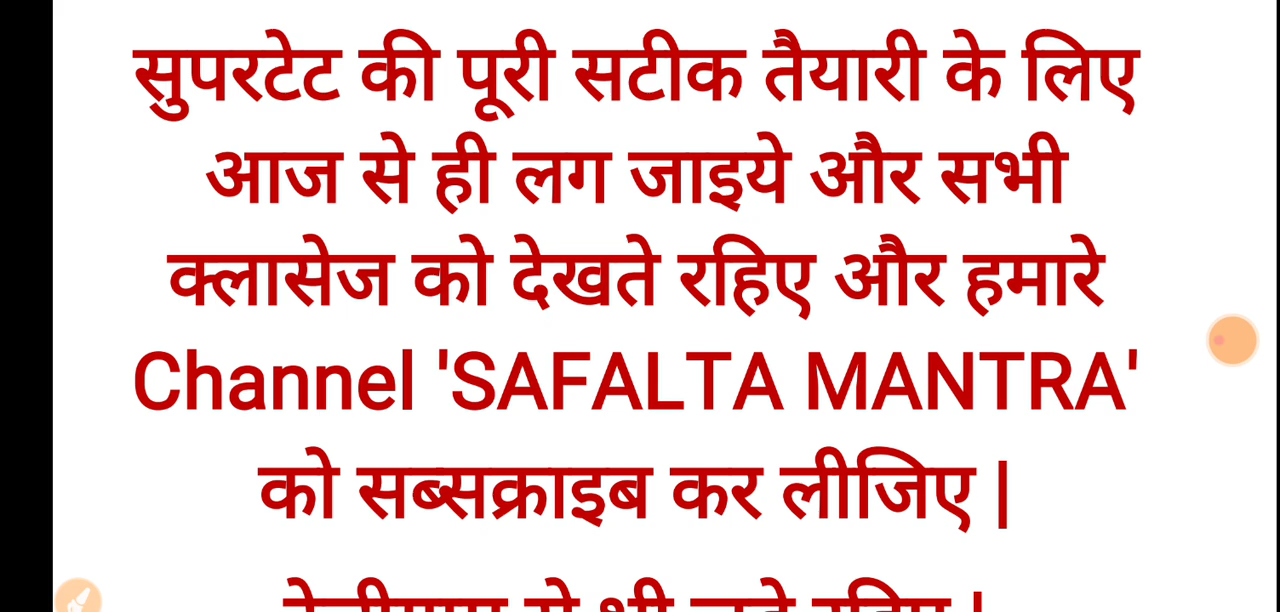 सुपरटेट की पूरी सटीक तैयारी के लिए
आज से ही लग जाइये और सभी
क्लासेज को देखते रहिए और हमारे
Channel 'SAFALTA MANTRA'
को सब्सक्राइब कर लीजिए |